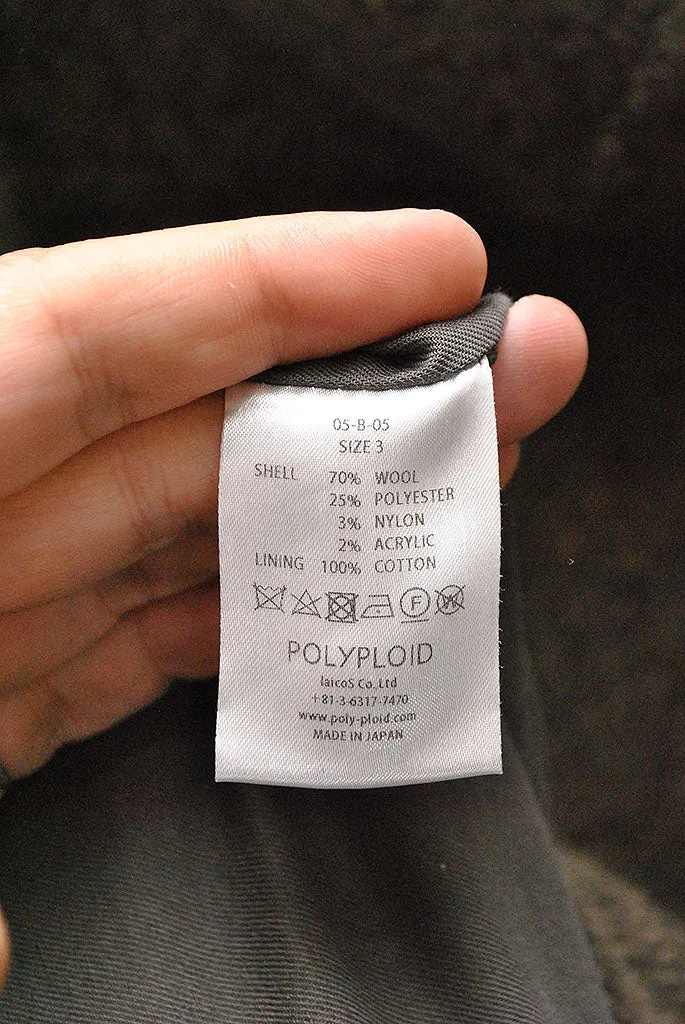 05-B-05
SIZE 3
SHELL 70% WOOL
25% POLYESTER
3% NYLON
2% ACRYLIC
LINING 100% COTTON
F W
POLYPLOID
laicoS Co.,Ltd
+81-3-6317-7470
www.poly-ploid.com
MADE IN JAPAN